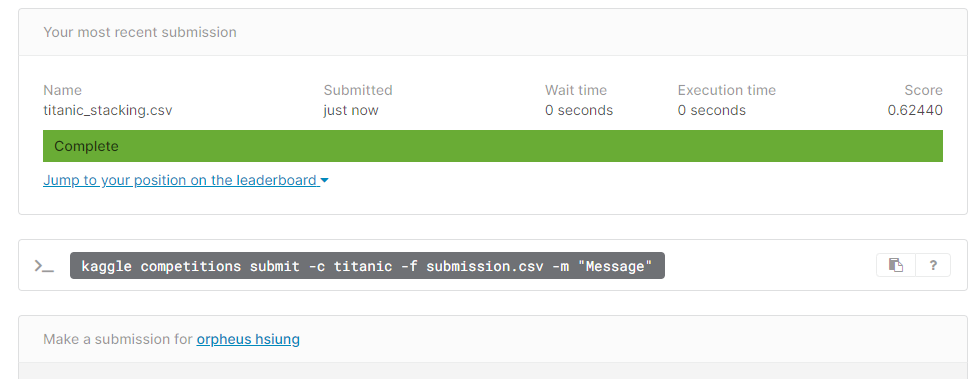 Your most recent submission
Name Submitted Wait time Execution time Score
titanic_stacking.csv just now 0 seconds 0 seconds 0.62440
Complete
Jump to your position on the leaderboard
>_ kaggle competitions submit -c titanic -f submission.csv -m "Message" ?
Make a submission for orpheus hsiung